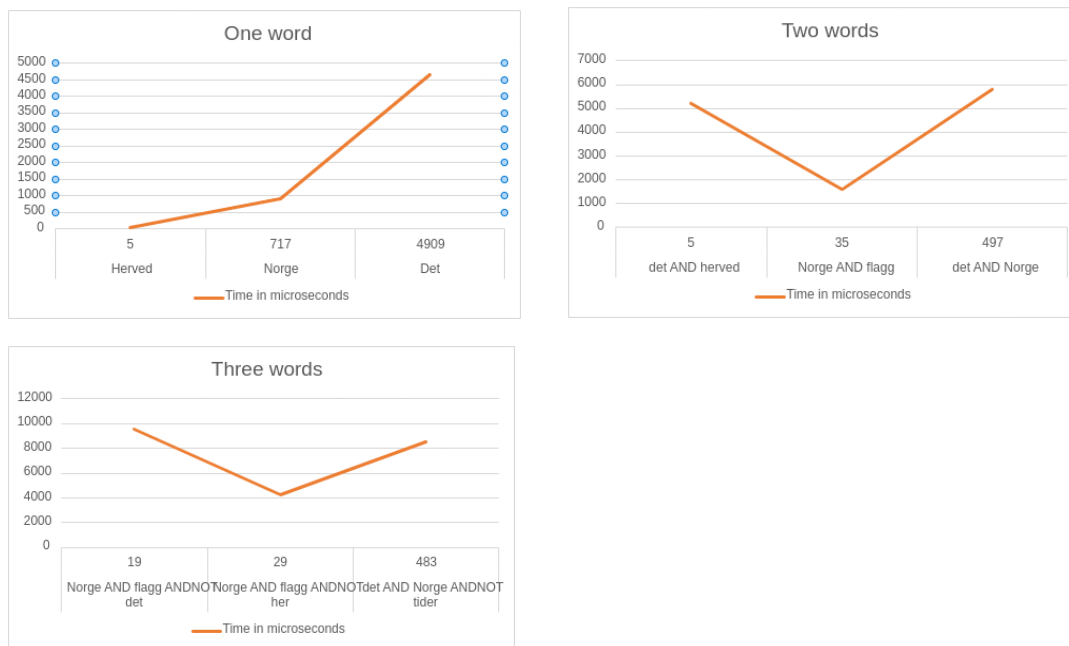 One word
5000
4500
4000
3500
3000
2500
2000
1500
1000
500
0
5 717 4909
Herved Norge Det
Time in microseconds
Two words
7000
6000
5000
4000
3000
2000
1000
0
5 35 497
det AND herved Norge AND flagg det AND Norge
Time in microseconds
Three words
12000
10000
8000
6000
4000
2000
0
19 29 483
Norge AND flagg ANDNOT Norge AND flagg ANDNOT det AND Norge ANDNOT
det her tider
Time in microseconds